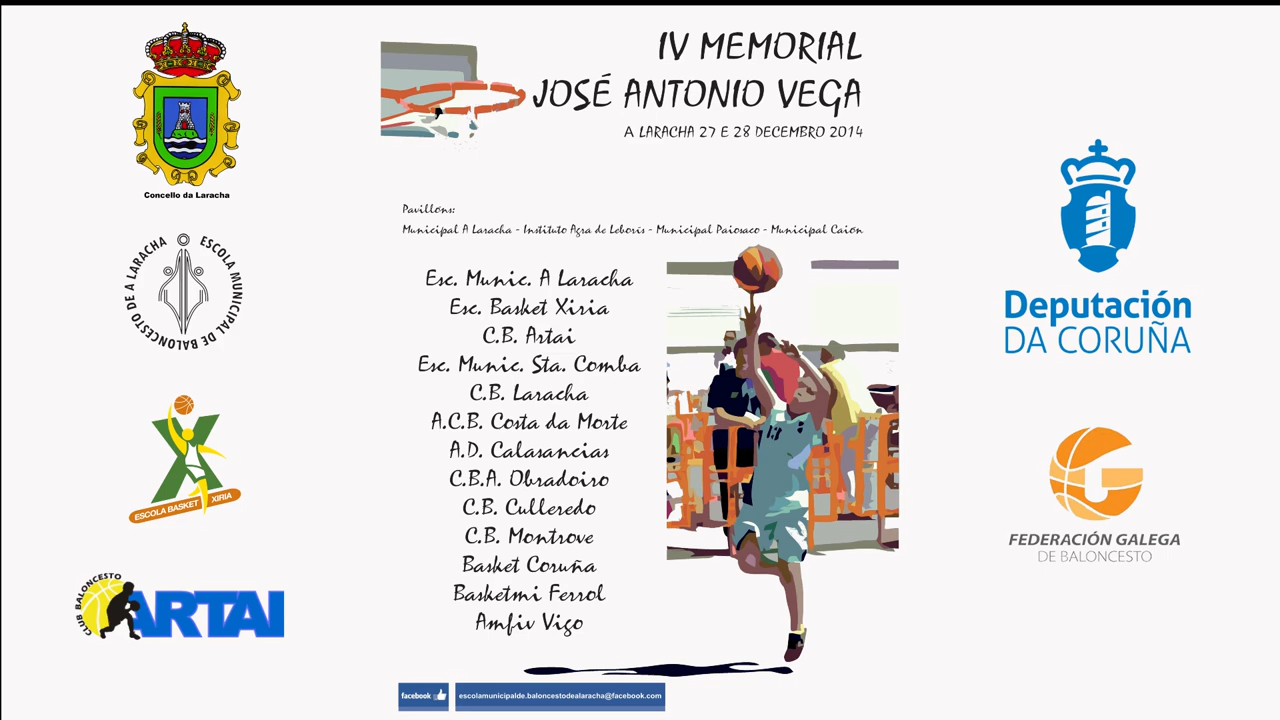 IV MEMORIAL
JOSÉ ANTONIO VEGA
A LARACHA 27 E 28 DECEMBRO 2014
Concello da Laracha
Pavillóns:
Municipal A Laracha - Instituto Agra de Leborís - Municipal Paiosaco - Municipal Caión
ESCOLA MUNICIPAL DE BALONCESTO DE A LARACHA
Esc. Munic. A Laracha
Esc. Basket Xiria
C.B. Artai
Esc. Munic. Sta. Comba
C.B. Laracha
A.C.B. Costa da Morte
A.D. Calasancias
C.B.A. Obradoiro
C.B. Culleredo
C.B. Montrove
Basket Coruña
Basketmi Ferrol
Amfiv Vigo
Deputación
DA CORUÑA
ESCOLA BASKET XIRIA
FEDERACIÓN GALEGA
DE BALONCESTO
CLUB BALONCESTO
ARTAI
facebook
escolamunicipalde.baloncestodealaracha@facebook.com